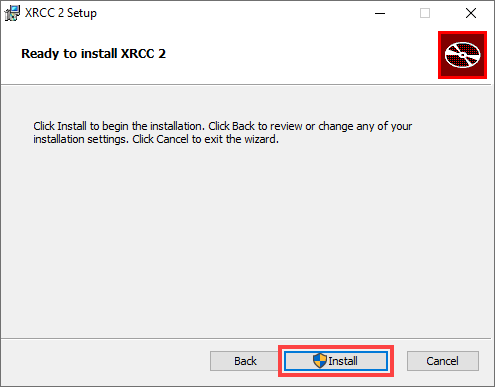 XRCC 2 Setup
Ready to install XRCC 2
Click Install to begin the installation. Click Back to review or change any of your
installation settings. Click Cancel to exit the wizard.
Back
Install
Cancel